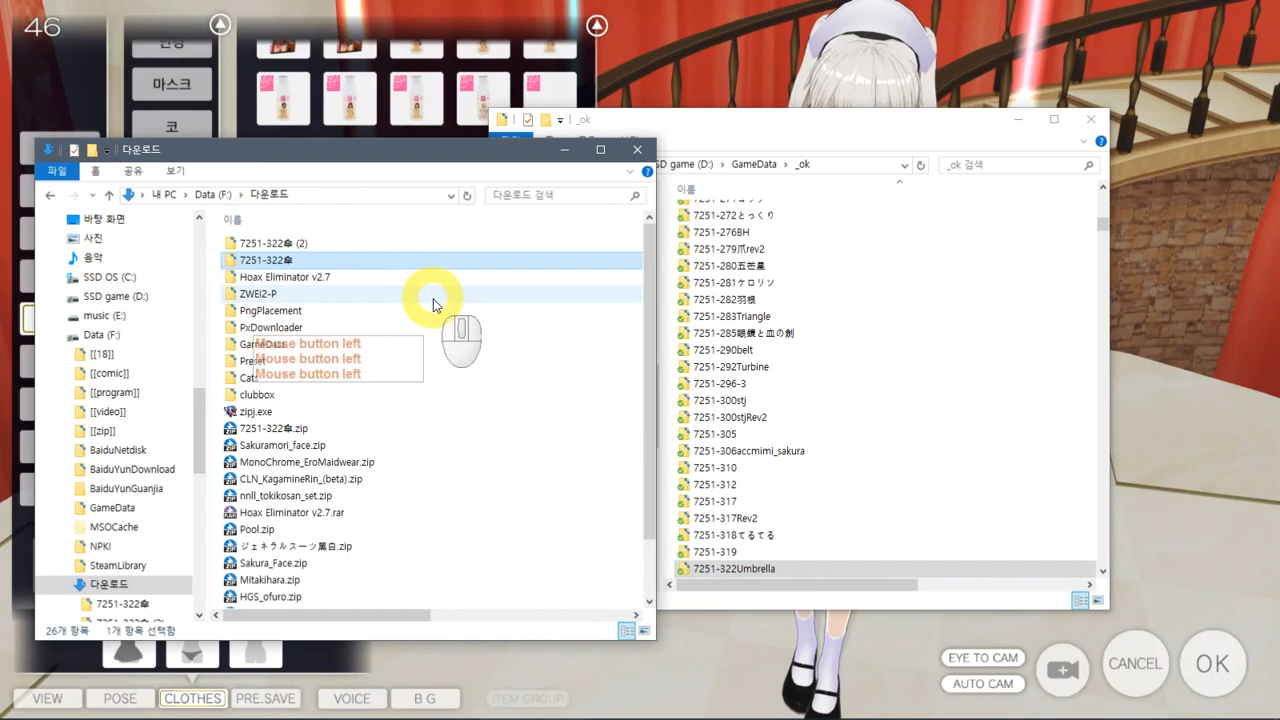 46
인형
마스크
코
_ok
SD game (D:) › GameData › _ok
_ok 검색
이름
7251-272とっくり
7251-276BH
7251-279爪rev2
7251-280五芒星
7251-281ケロリン
7251-282羽根
7251-283Triangle
7251-285眼鏡と血の創
7251-290belt
7251-292Turbine
7251-296-3
7251-300stj
7251-300stjRev2
7251-305
7251-306accmimi_sakura
7251-310
7251-312
7251-317
7251-317Rev2
7251-318てるてる
7251-319
7251-322Umbrella
다운로드
파일
홈
공유
보기
내 PC › Data (F:) › 다운로드
다운로드 검색
바탕 화면
사진
음악
SSD OS (C:)
SSD game (D:)
music (E:)
Data (F:)
[[18]]
[[comic]]
[[program]]
[[video]]
[[zip]]
BaiduNetdisk
BaiduYunDownload
BaiduYunGuanjia
GameData
MSOCache
NPKI
SteamLibrary
다운로드
7251-322傘
이름
7251-322傘 (2)
7251-322傘
Hoax Eliminator v2.7
ZWEI2-P
PngPlacement
PxDownloader
Mouse button left
Mouse button left
Mouse button left
clubbox
zipj.exe
7251-322傘.zip
Sakuramori_face.zip
MonoChrome_EroMaidwear.zip
CLN_KagamineRin_(beta).zip
nnll_tokikosan_set.zip
Hoax Eliminator v2.7.rar
Pool.zip
ジェネラルスーツ黒白.zip
Sakura_Face.zip
Mitakihara.zip
HGS_ofuro.zip
26개 항목
1개 항목 선택함
VIEW
POSE
CLOTHES
PRE.SAVE
VOICE
B G
ITEM GROUP
EYE TO CAM
AUTO CAM
CANCEL
OK